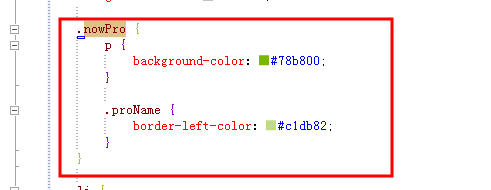 .nowPro {
p {
background-color: #78b800;
}
.proName {
border-left-color: #c1db82;
}
}
li {